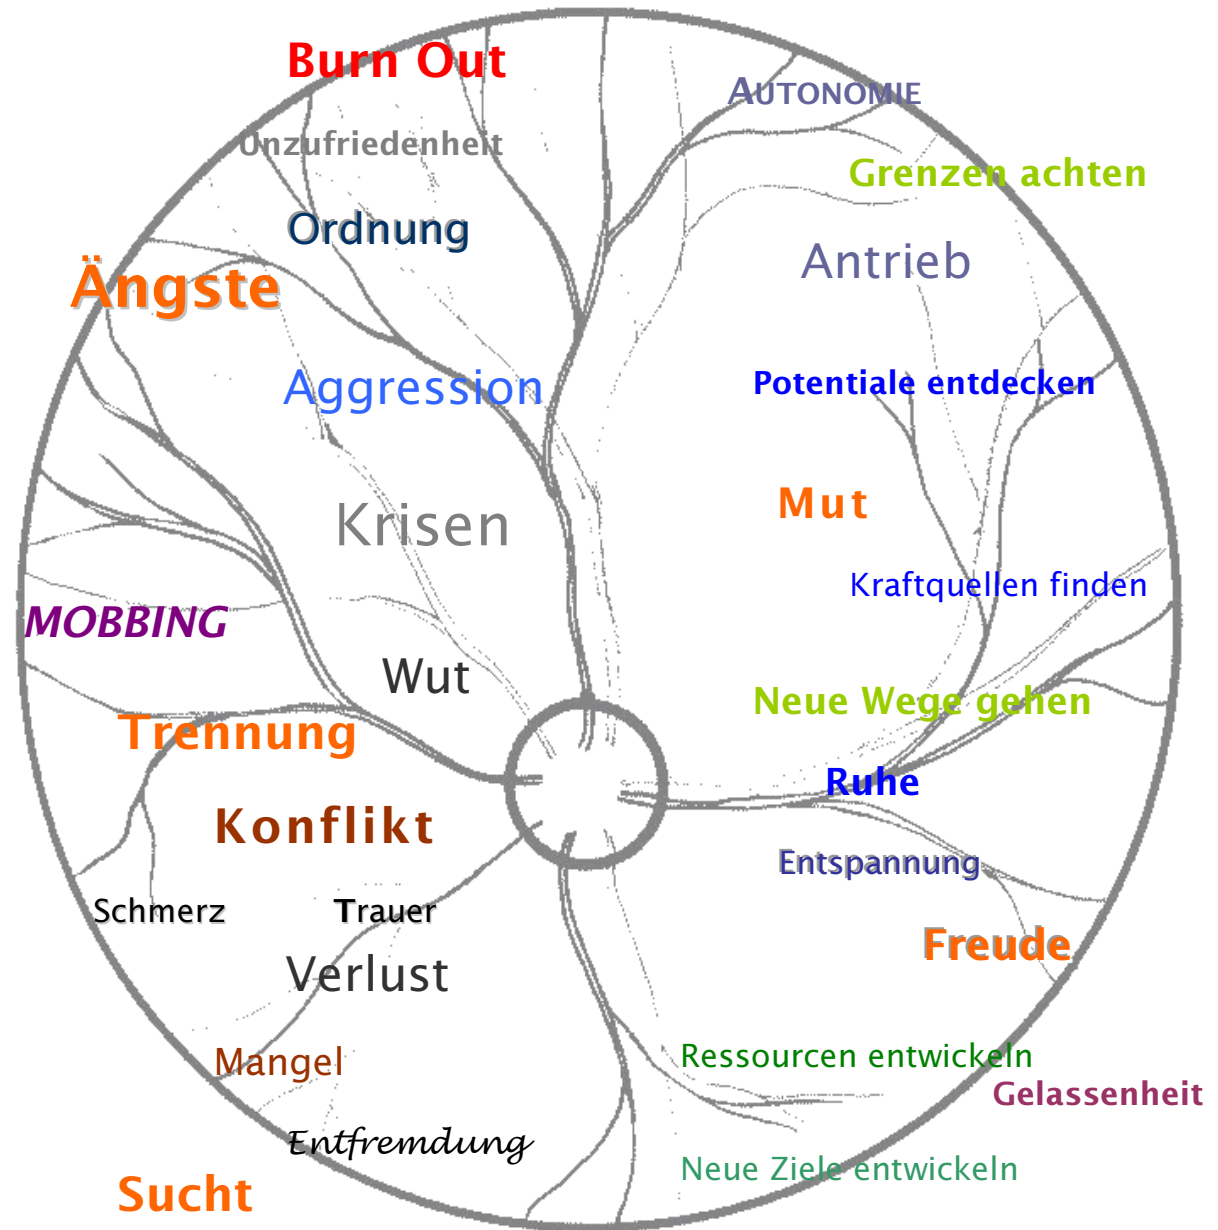 Burn Out
AUTONOMIE
Unzufriedenheit
Grenzen achten
Ordnung
Antrieb
Ängste
Aggression
Potentiale entdecken
Mut
Krisen
Kraftquellen finden
MOBBING
Wut
Neue Wege gehen
Trennung
Ruhe
Konflikt
Entspannung
Schmerz
Trauer
Freude
Verlust
Ressourcen entwickeln
Mangel
Gelassenheit
Entfremdung
Neue Ziele entwickeln
Sucht